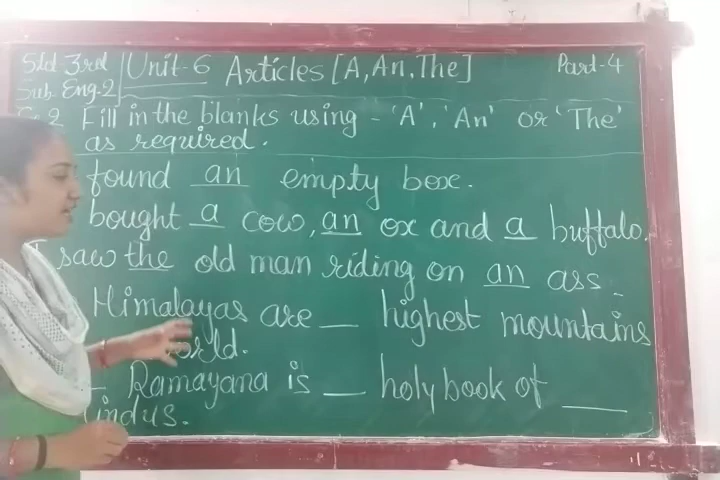 Std 3rd
Sub. Eng-2
Unit-6 Articles [A, An, The]
Part-4
2 Fill in the blanks using - 'A', 'An' or 'The'
as required.
found an empty box.
bought a cow, an ox and a buffalo.
I saw the old man riding on an ass.
Himalayas are __ highest mountains
world.
Ramayana is __ holy book of __